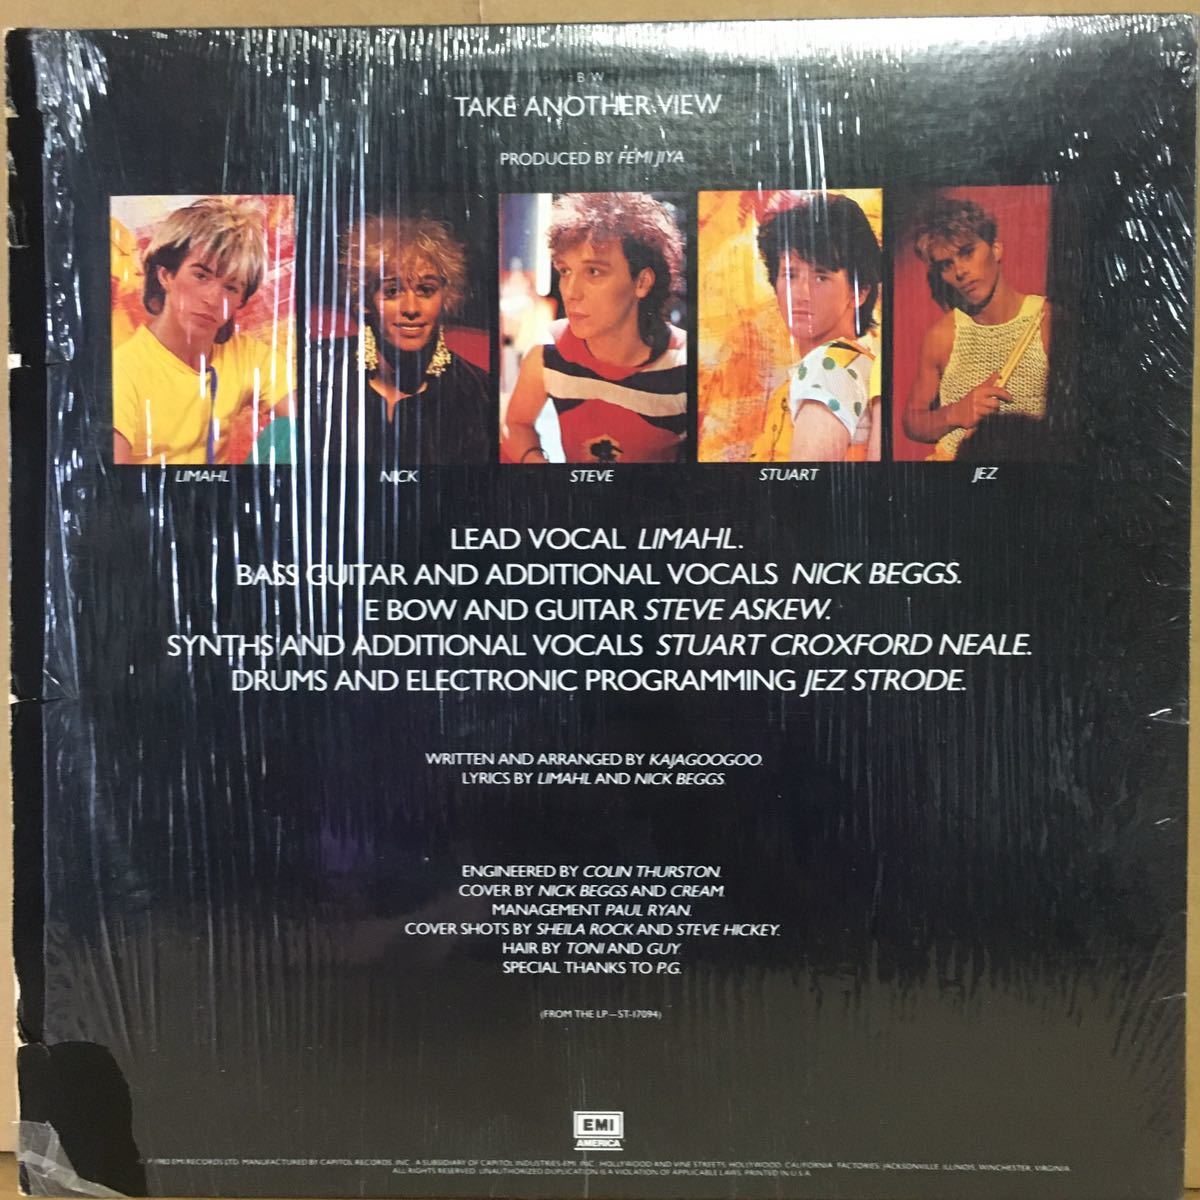 B/W
TAKE ANOTHER VIEW
PRODUCED BY FEMI JIYA
LIMAHL NICK STEVE STUART JEZ
LEAD VOCAL LIMAHL.
BASS GUITAR AND ADDITIONAL VOCALS NICK BEGGS.
E BOW AND GUITAR STEVE ASKEW.
SYNTHS AND ADDITIONAL VOCALS STUART CROXFORD NEALE.
DRUMS AND ELECTRONIC PROGRAMMING JEZ STRODE.
WRITTEN AND ARRANGED BY KAJAGOOGOO.
LYRICS BY LIMAHL AND NICK BEGGS.
ENGINEERED BY COLIN THURSTON.
COVER BY NICK BEGGS AND CREAM.
MANAGEMENT PAUL RYAN.
COVER SHOTS BY SHEILA ROCK AND STEVE HICKEY.
HAIR BY TONI AND GUY.
SPECIAL THANKS TO P.G.
(FROM THE LP—ST-17094)
EMI
AMERICA
EMI RECORDS LTD. MANUFACTURED BY CAPITOL RECORDS, INC. A SUBSIDIARY OF CAPITOL INDUSTRIES-EMI, INC. HOLLYWOOD AND VINE STREETS, HOLLYWOOD, CALIFORNIA. FACTORIES: JACKSONVILLE, ILLINOIS, WINCHESTER, VIRGINIA.
ALL RIGHTS RESERVED. UNAUTHORIZED DUPLICATION IS A VIOLATION OF APPLICABLE LAWS. PRINTED IN U.S.A.